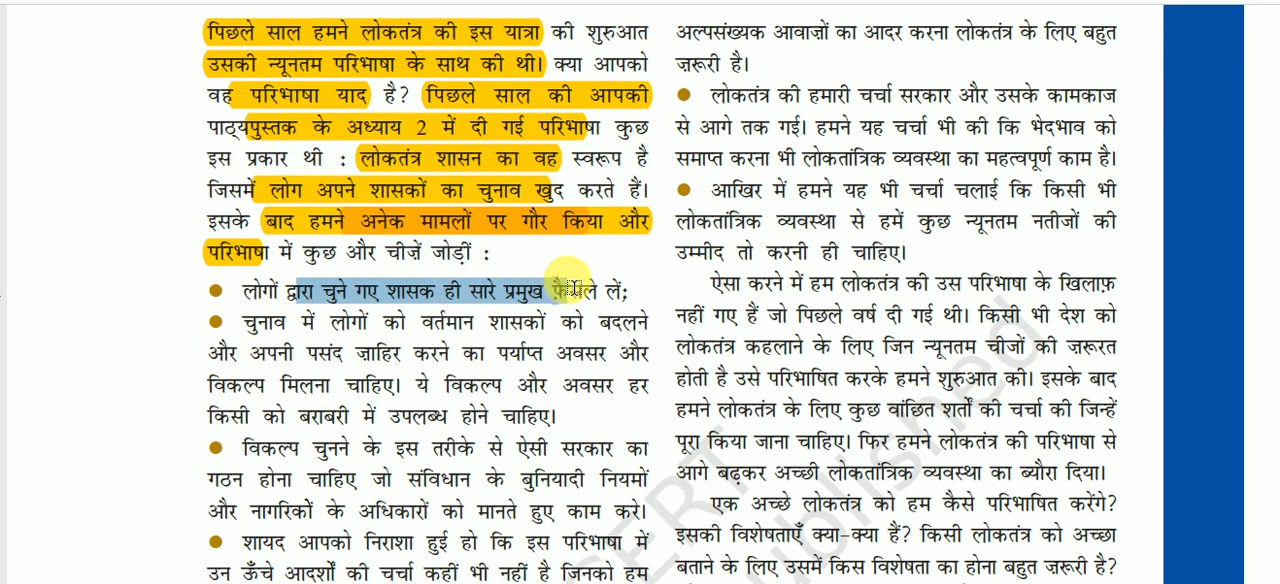 पिछले साल हमने लोकतंत्र की इस यात्रा की शुरुआत
उसकी न्यूनतम परिभाषा के साथ की थी। क्या आपको
वह परिभाषा याद है? पिछले साल की आपकी
पाठ्यपुस्तक के अध्याय 2 में दी गई परिभाषा कुछ
इस प्रकार थी : लोकतंत्र शासन का वह स्वरूप है
जिसमें लोग अपने शासकों का चुनाव खुद करते हैं।
इसके बाद हमने अनेक मामलों पर गौर किया और
परिभाषा में कुछ और चीज़ें जोड़ीं :
● लोगों द्वारा चुने गए शासक ही सारे प्रमुख फ़ैसले लें;
● चुनाव में लोगों को वर्तमान शासकों को बदलने
और अपनी पसंद ज़ाहिर करने का पर्याप्त अवसर और
विकल्प मिलना चाहिए। ये विकल्प और अवसर हर
किसी को बराबरी में उपलब्ध होने चाहिए।
● विकल्प चुनने के इस तरीके से ऐसी सरकार का
गठन होना चाहिए जो संविधान के बुनियादी नियमों
और नागरिकों के अधिकारों को मानते हुए काम करे।
● शायद आपको निराशा हुई हो कि इस परिभाषा में
उन ऊँचे आदर्शों की चर्चा कहीं भी नहीं है जिनको हम
अल्पसंख्यक आवाज़ों का आदर करना लोकतंत्र के लिए बहुत
ज़रूरी है।
● लोकतंत्र की हमारी चर्चा सरकार और उसके कामकाज
से आगे तक गई। हमने यह चर्चा भी की कि भेदभाव को
समाप्त करना भी लोकतांत्रिक व्यवस्था का महत्वपूर्ण काम है।
● आखिर में हमने यह भी चर्चा चलाई कि किसी भी
लोकतांत्रिक व्यवस्था से हमें कुछ न्यूनतम नतीजों की
उम्मीद तो करनी ही चाहिए।
ऐसा करने में हम लोकतंत्र की उस परिभाषा के खिलाफ़
नहीं गए हैं जो पिछले वर्ष दी गई थी। किसी भी देश को
लोकतंत्र कहलाने के लिए जिन न्यूनतम चीजों की ज़रूरत
होती है उसे परिभाषित करके हमने शुरुआत की। इसके बाद
हमने लोकतंत्र के लिए कुछ वांछित शर्तों की चर्चा की जिन्हें
पूरा किया जाना चाहिए। फिर हमने लोकतंत्र की परिभाषा से
आगे बढ़कर अच्छी लोकतांत्रिक व्यवस्था का ब्यौरा दिया।
एक अच्छे लोकतंत्र को हम कैसे परिभाषित करेंगे?
इसकी विशेषताएँ क्या-क्या हैं? किसी लोकतंत्र को अच्छा
बताने के लिए उसमें किस विशेषता का होना बहुत ज़रूरी है?